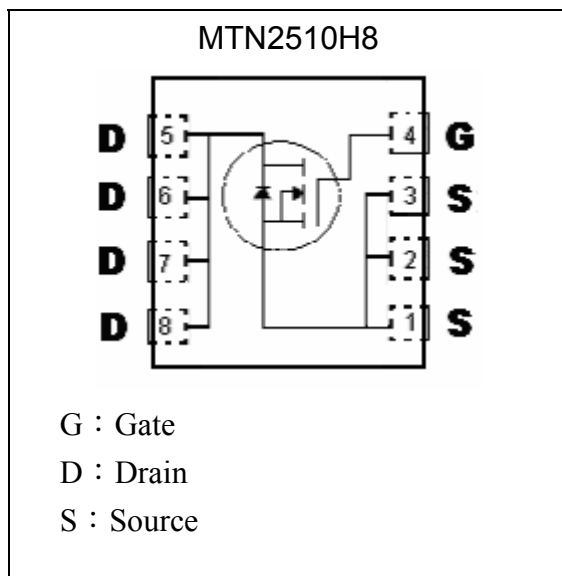 MTN2510H8
D 5 4 G
D 6 3 S
D 7 2 S
D 8 1 S
G：Gate
D：Drain
S：Source